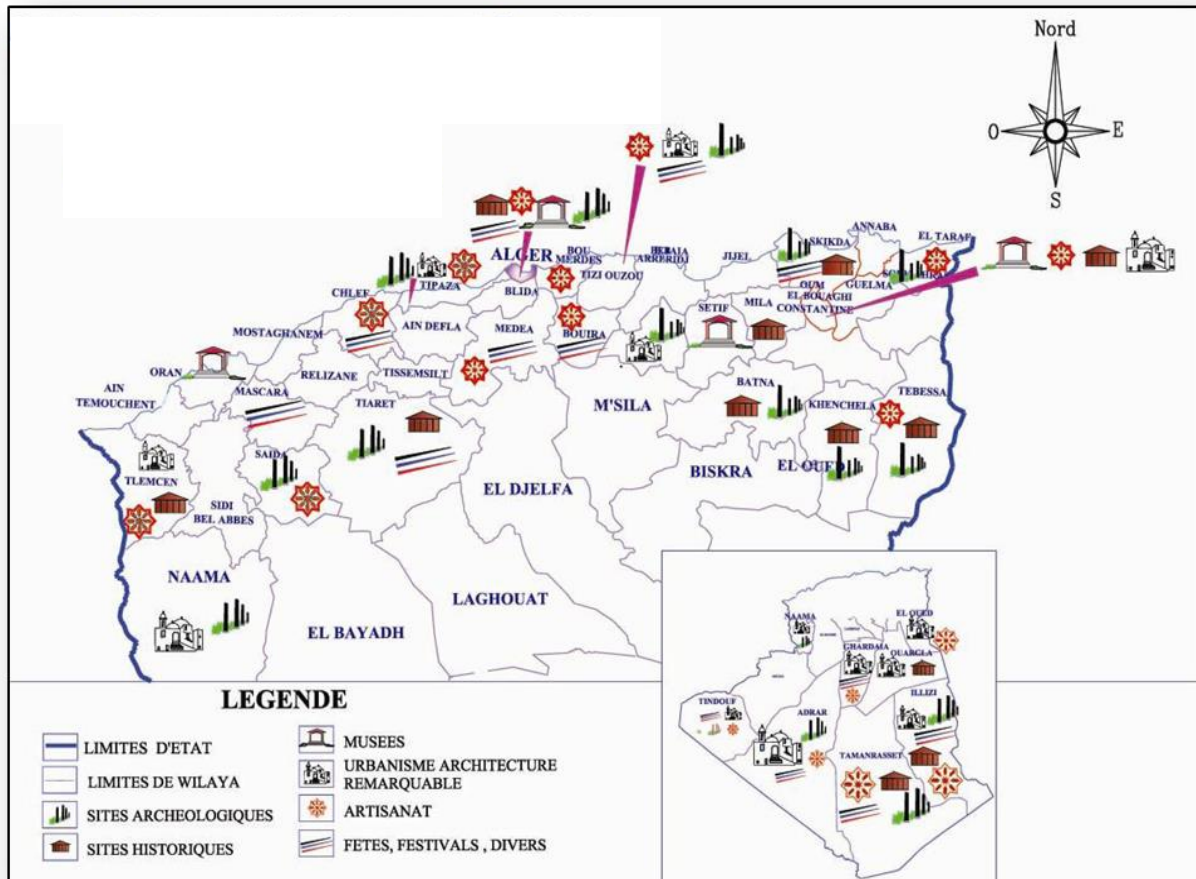 Nord
O
E
S
ANNABA
SKIKDA
EL TARAF
ALGER
BOU
MERDES
JIJEL
TIZI OUZOU
ARRERIDJ
TIPAZA
BLIDA
OUM
GUELMA
EL BOUAGHI
CHLEF
SETIF
MILA
CONSTANTINE
MOSTAGHANEM
AIN DEFLA
MEDEA
BOUIRA
ORAN
RELIZANE
TISSEMSILT
BATNA
TEBESSA
AIN
TEMOUCHENT
MASCARA
TIARET
M'SILA
KHENCHELA
SAIDA
BISKRA
EL OUED
TLEMCEN
EL DJELFA
SIDI
BEL ABBES
NAAMA
LAGHOUAT
EL BAYADH
NAAMA
EL OUED
GHARDAIA
OUARGLA
ILLIZI
TINDOUF
ADRAR
TAMANRASSET
LEGENDE
LIMITES D'ETAT
LIMITES DE WILAYA
SITES ARCHEOLOGIQUES
SITES HISTORIQUES
MUSEES
URBANISME ARCHITECTURE
REMARQUABLE
ARTISANAT
FETES, FESTIVALS , DIVERS